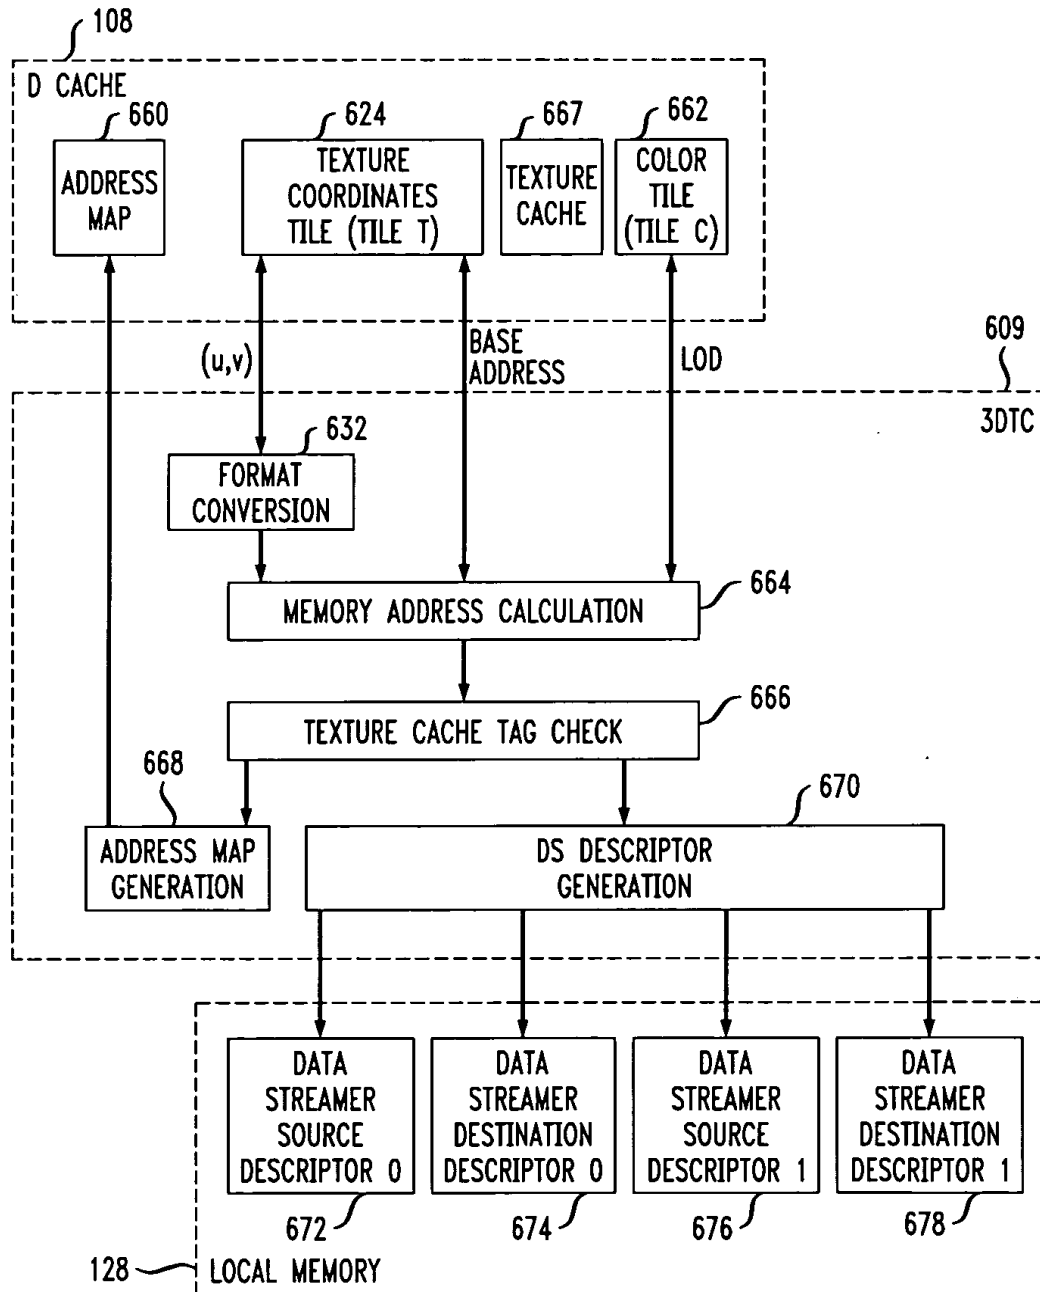 108
D CACHE
660
624
667
662
ADDRESS
MAP
TEXTURE
COORDINATES
TILE (TILE T)
TEXTURE
CACHE
COLOR
TILE
(TILE C)
(u,v)
BASE
ADDRESS
LOD
609
3DTC
632
FORMAT
CONVERSION
664
MEMORY ADDRESS CALCULATION
666
TEXTURE CACHE TAG CHECK
668
670
ADDRESS MAP
GENERATION
DS DESCRIPTOR
GENERATION
DATA
STREAMER
SOURCE
DESCRIPTOR 0
DATA
STREAMER
DESTINATION
DESCRIPTOR 0
DATA
STREAMER
SOURCE
DESCRIPTOR 1
DATA
STREAMER
DESTINATION
DESCRIPTOR 1
672
674
676
678
128
LOCAL MEMORY